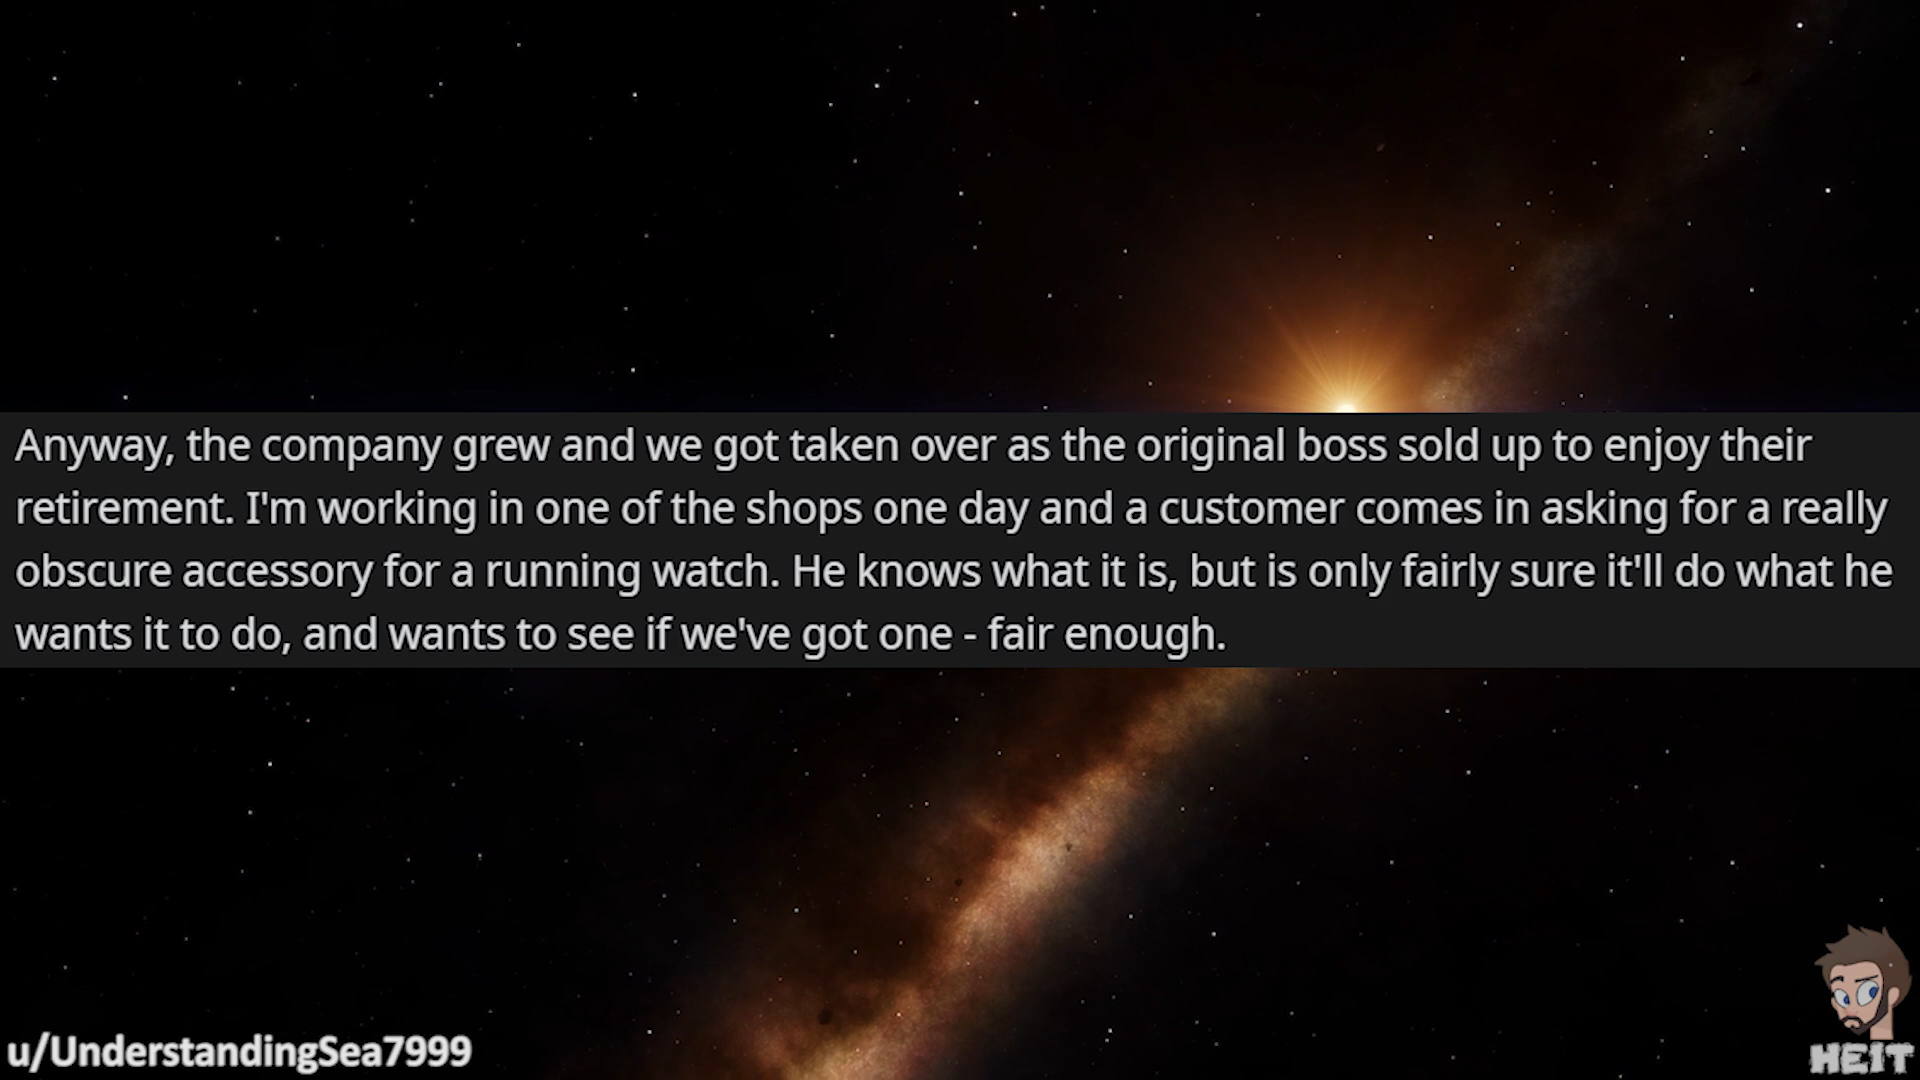 Anyway, the company grew and we got taken over as the original boss sold up to enjoy their
retirement. I'm working in one of the shops one day and a customer comes in asking for a really
obscure accessory for a running watch. He knows what it is, but is only fairly sure it'll do what he
wants it to do, and wants to see if we've got one - fair enough.
u/UnderstandingSea7999
HEIT